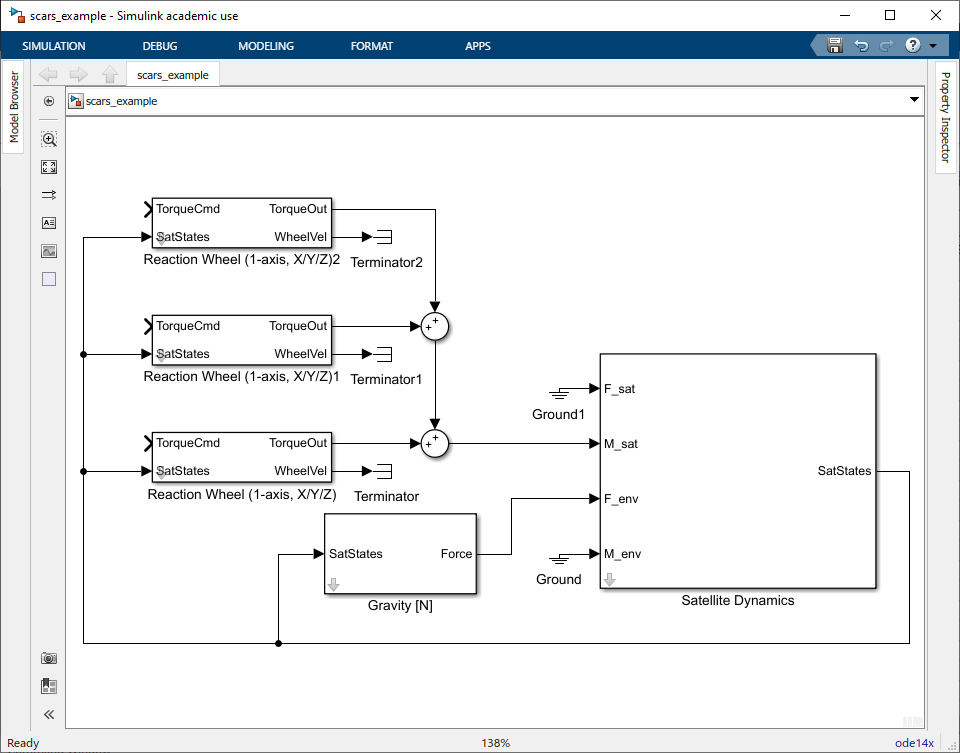 scars_example - Simulink academic use
SIMULATION DEBUG MODELING FORMAT APPS
?
Model Browser
scars_example
scars_example
Property Inspector
TorqueCmd TorqueOut
SatStates WheelVel
Reaction Wheel (1-axis, X/Y/Z)2
Terminator2
+
+
TorqueCmd TorqueOut
SatStates WheelVel
Reaction Wheel (1-axis, X/Y/Z)1
Terminator1
+
+
TorqueCmd TorqueOut
SatStates WheelVel
Reaction Wheel (1-axis, X/Y/Z)
Terminator
SatStates Force
Gravity [N]
Ground1
Ground
F_sat
M_sat
SatStates
F_env
M_env
Satellite Dynamics
Ready 138% ode14x